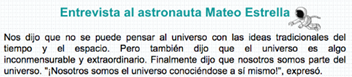 Entrevista al astronauta Mateo Estrella
Nos dijo que no se puede pensar al universo con las ideas tradicionales del
tiempo y el espacio. Pero también dijo que el universo es algo
inconmensurable y extraordinario. Finalmente dijo que nosotros somos parte del
universo. "¡Nosotros somos el universo conociéndose a sí mismo!", expresó.